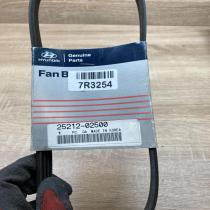 HYUNDAI
Genuine
Parts
Fan B
7R3254
25212-02500
MADE IN KOREA